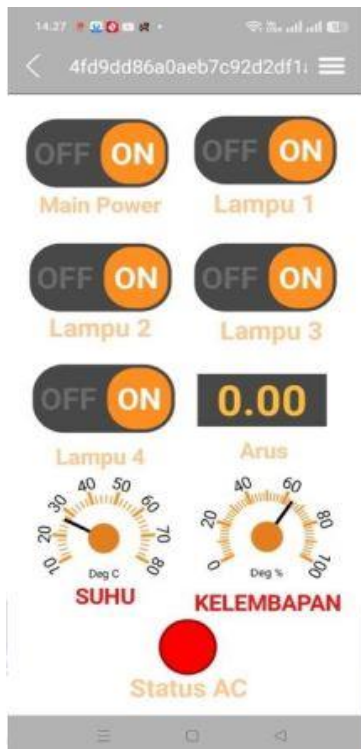 14.27
4fd9dd86a0aeb7c92d2df1
OFF ON OFF ON
Main Power Lampu 1
OFF ON OFF ON
Lampu 2 Lampu 3
OFF ON 0.00
Lampu 4 Arus
10 20 30 40 50 60 70 80
Deg C
SUHU
0 20 40 60 80 100
Deg %
KELEMBAPAN
Status AC